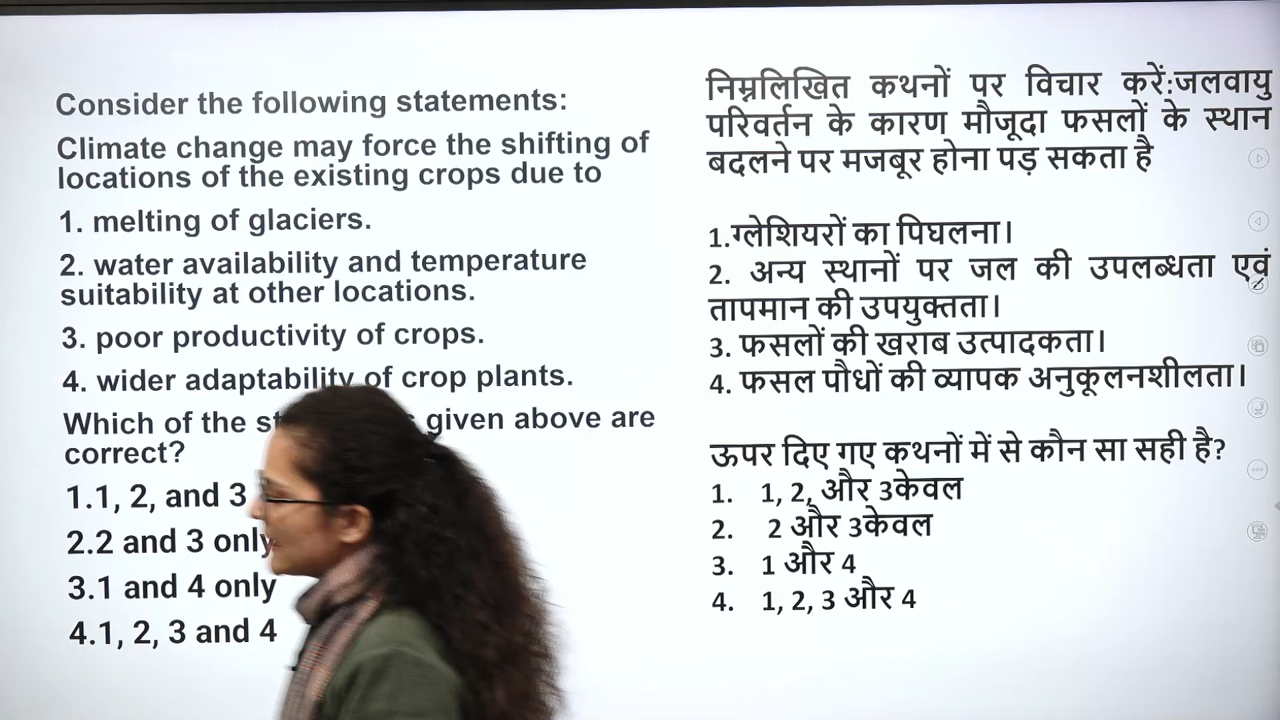 Consider the following statements:
Climate change may force the shifting of
locations of the existing crops due to
1. melting of glaciers.
2. water availability and temperature
suitability at other locations.
3. poor productivity of crops.
4. wider adaptability of crop plants.
Which of the given above are
correct?
1.1, 2, and 3
2.2 and 3 only
3.1 and 4 only
4.1, 2, 3 and 4
निम्नलिखित कथनों पर विचार करें:जलवायु
परिवर्तन के कारण मौजूदा फसलों के स्थान
बदलने पर मजबूर होना पड़ सकता है
1.ग्लेशियरों का पिघलना।
2. अन्य स्थानों पर जल की उपलब्धता एवं
तापमान की उपयुक्तता।
3. फसलों की खराब उत्पादकता।
4. फसल पौधों की व्यापक अनुकूलनशीलता।
ऊपर दिए गए कथनों में से कौन सा सही है?
1. 1, 2, और 3केवल
2. 2 और 3केवल
3. 1 और 4
4. 1, 2, 3 और 4